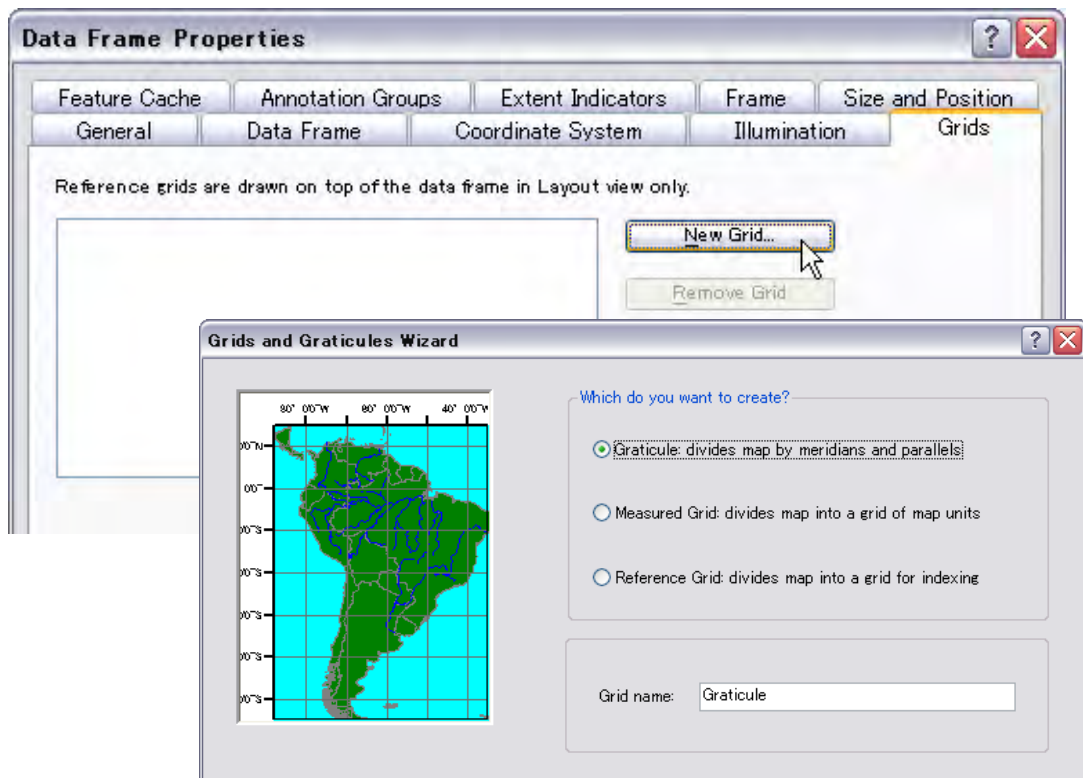 Data Frame Properties
Feature Cache Annotation Groups Extent Indicators Frame Size and Position
General Data Frame Coordinate System Illumination Grids
Reference grids are drawn on top of the data frame in Layout view only.
New Grid...
Remove Grid
Grids and Graticules Wizard
80° 00'
60° 00'
40° 00'
Which do you want to create?
Graticule: divides map by meridians and parallels
Measured Grid: divides map into a grid of map units
Reference Grid: divides map into a grid for indexing
Grid name: Graticule